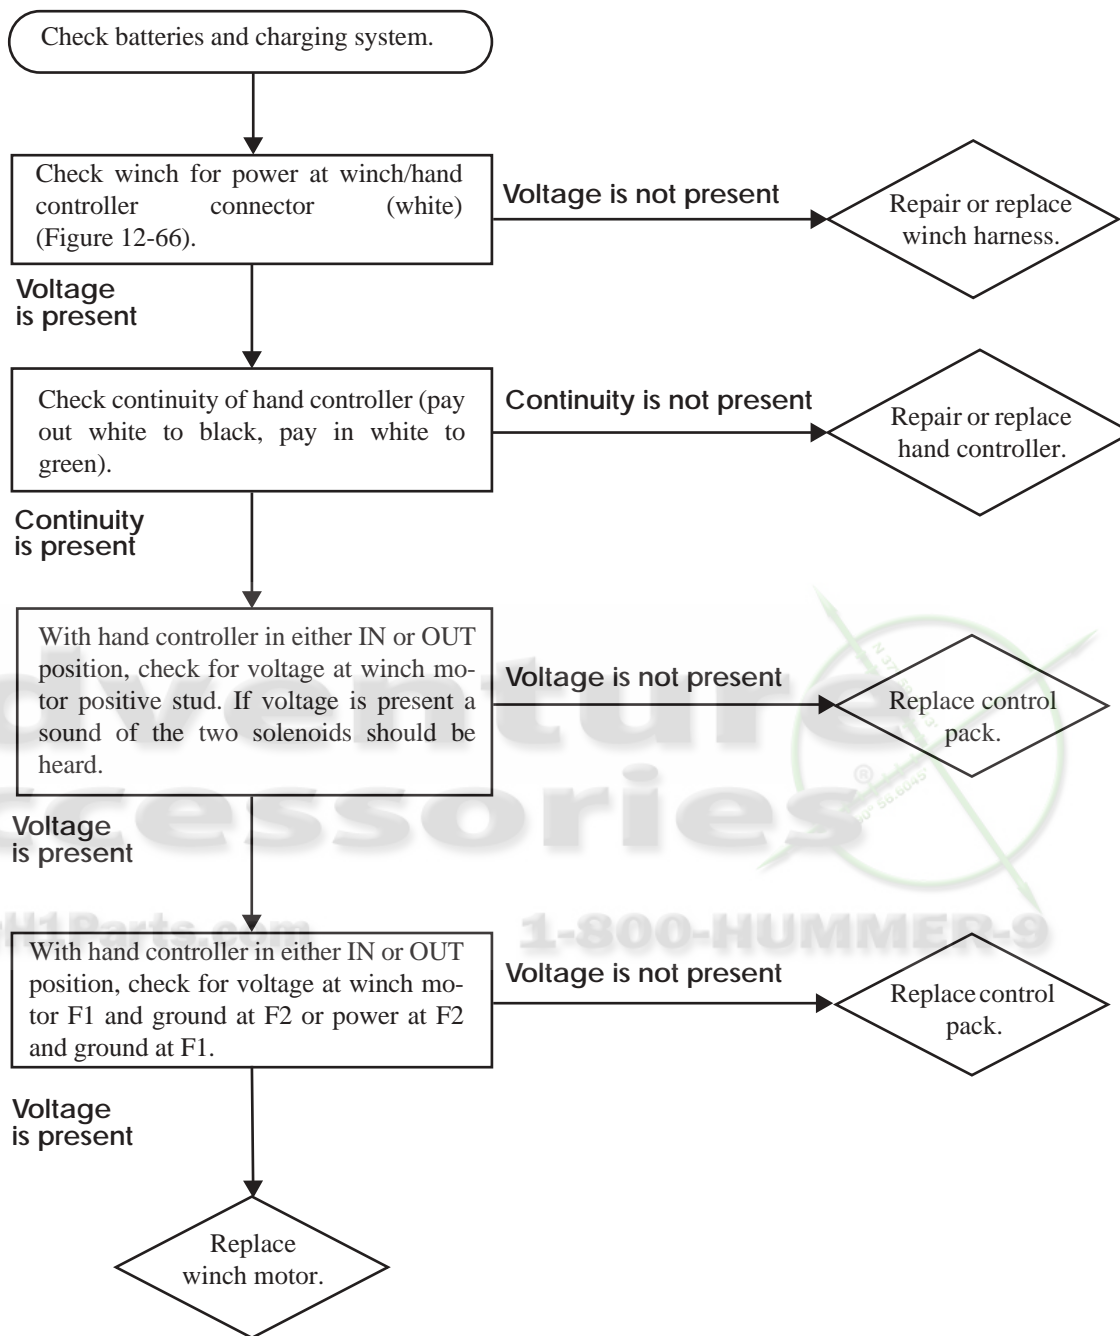 Check batteries and charging system.
Check winch for power at winch/hand
controller connector (white)
(Figure 12-66).
Voltage is not present
Repair or replace
winch harness.
Voltage
is present
Check continuity of hand controller (pay
out white to black, pay in white to
green).
Continuity is not present
Repair or replace
hand controller.
Continuity
is present
With hand controller in either IN or OUT
position, check for voltage at winch mo-
tor positive stud. If voltage is present a
sound of the two solenoids should be
heard.
Voltage is not present
Replace control
pack.
Voltage
is present
With hand controller in either IN or OUT
position, check for voltage at winch mo-
tor F1 and ground at F2 or power at F2
and ground at F1.
Voltage is not present
Replace control
pack.
Voltage
is present
Replace
winch motor.
dventure
ccessories
®
H1Parts.com
1-800-HUMMER-9